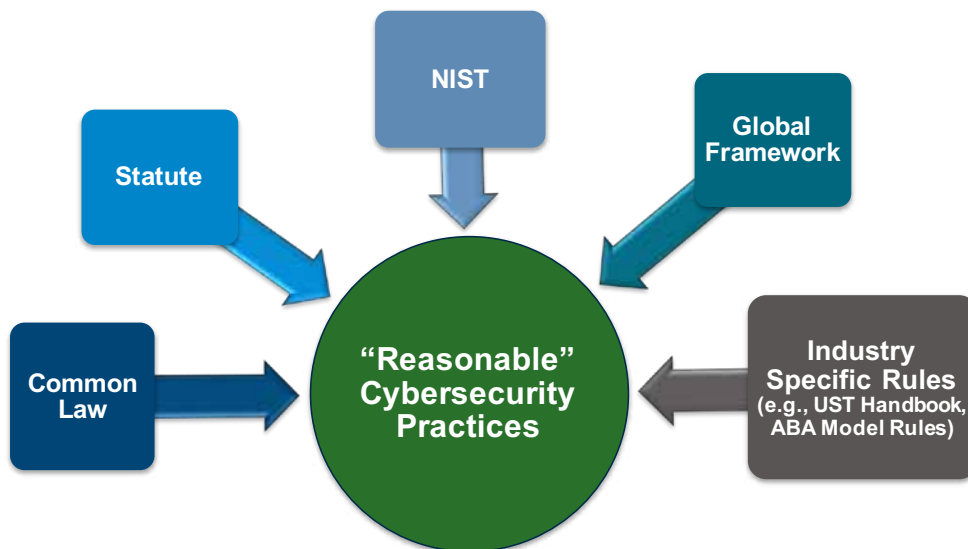 NIST
Statute
Global
Framework
Common
Law
“Reasonable”
Cybersecurity
Practices
Industry
Specific Rules
(e.g., UST Handbook,
ABA Model Rules)